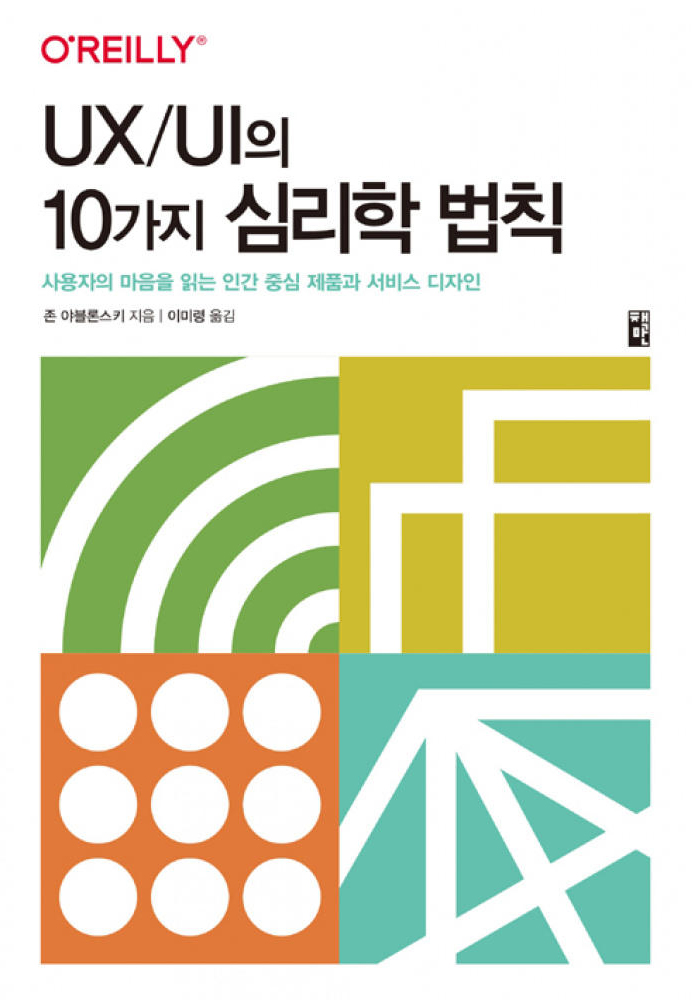 O'REILLY®
UX/UI의
10가지 심리학 법칙
사용자의 마음을 읽는 인간 중심 제품과 서비스 디자인
존 야블론스키 지음 | 이미령 옮김
책만